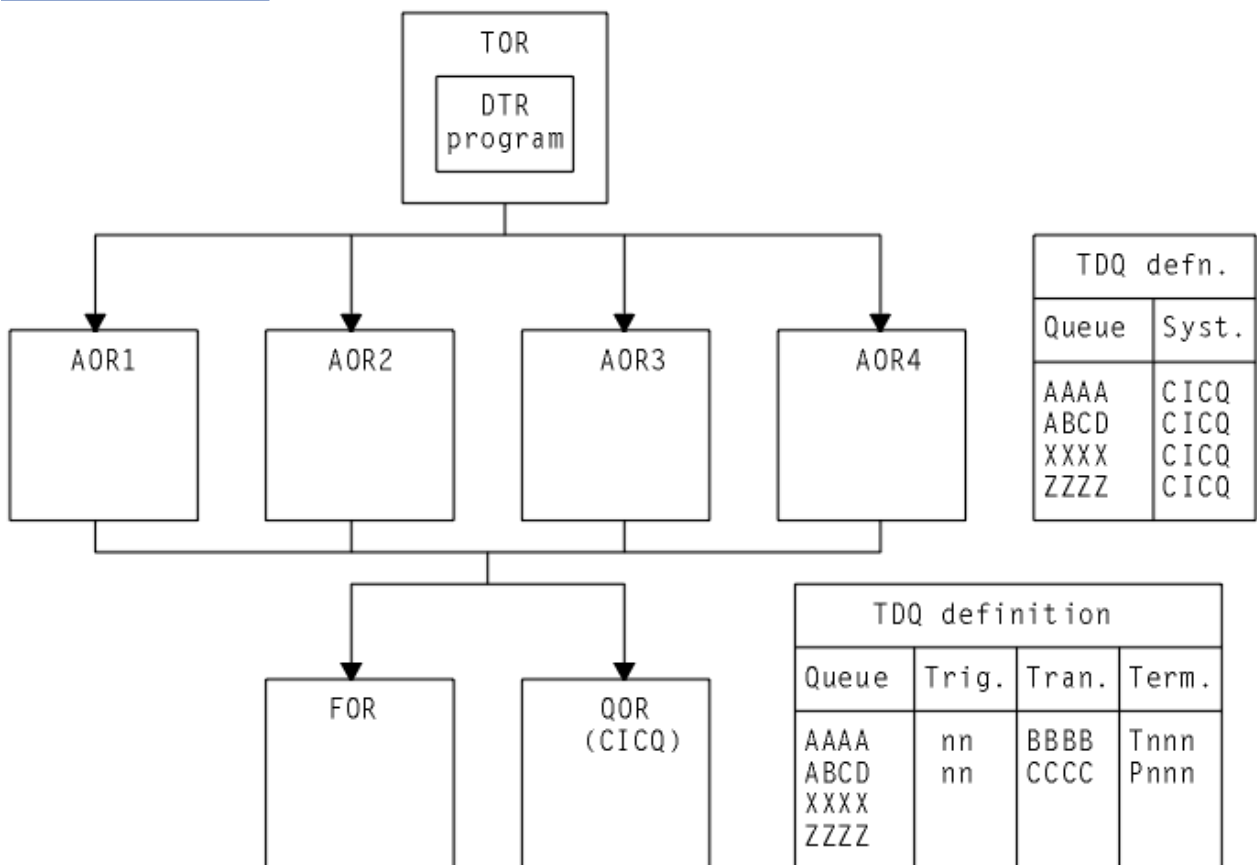 TOR
DTR
program
AOR1 AOR2 AOR3 AOR4
TDQ defn.
Queue Syst.
AAAA CICQ
ABCD CICQ
XXXX CICQ
ZZZZ CICQ
FOR
QOR
(CICQ)
TDQ definition
Queue Trig. Tran. Term.
AAAA nn BBBB Tnnn
ABCD nn CCCC Pnnn
XXXX
ZZZZ